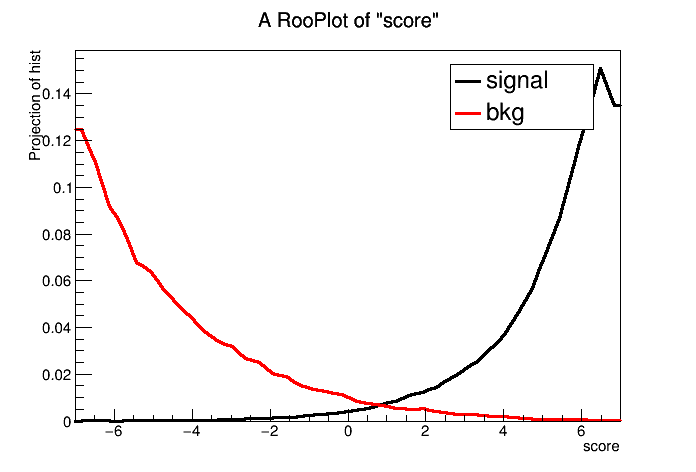 A RooPlot of "score"
Projection of hist
signal
bkg
0.14
0.12
0.1
0.08
0.06
0.04
0.02
0
−6 −4 −2 0 2 4 6
score